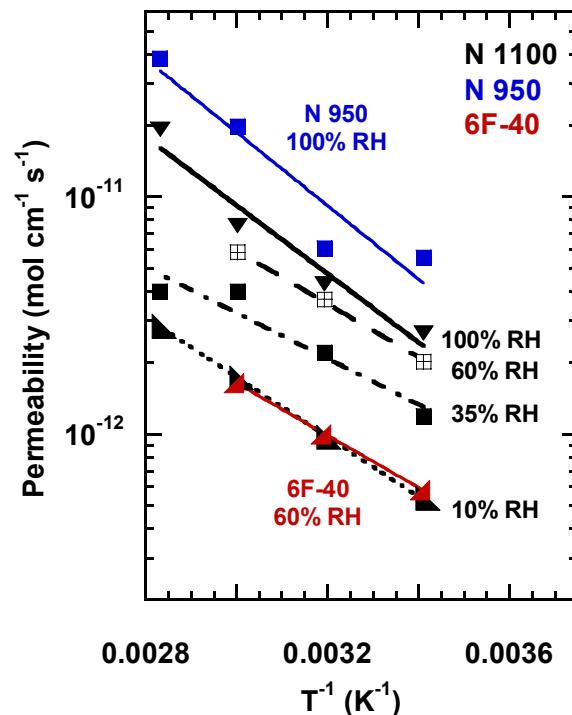 N 1100
N 950
6F-40
N 950
100% RH
10⁻¹¹
10⁻¹²
Permeability (mol cm⁻¹ s⁻¹)
100% RH
60% RH
35% RH
10% RH
6F-40
60% RH
0.0028 0.0032 0.0036
T⁻¹ (K⁻¹)